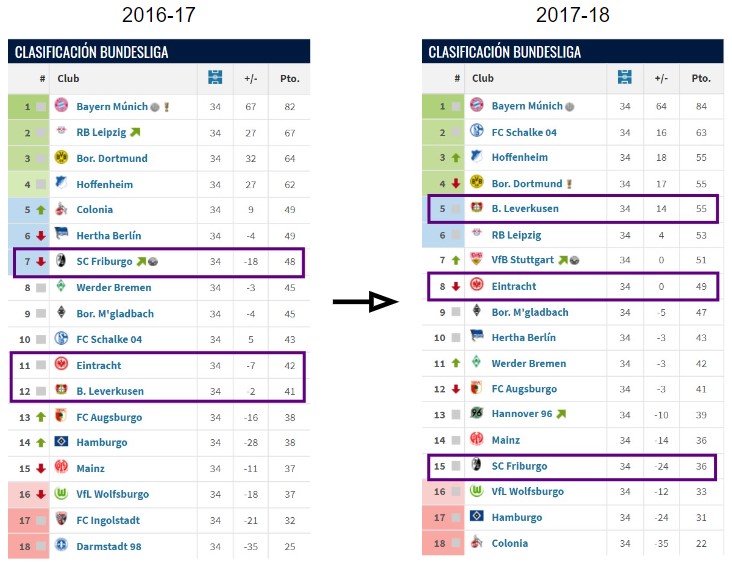 2016-17
CLASIFICACIÓN BUNDESLIGA
# Club +/- Pto.
1 Bayern Múnich 34 67 82
2 RB Leipzig 34 27 67
3 Bor. Dortmund 34 32 64
4 Hoffenheim 34 27 62
5 Colonia 34 9 49
6 Hertha Berlín 34 -4 49
7 SC Friburgo 34 -18 48
8 Werder Bremen 34 -3 45
9 Bor. M'gladbach 34 -4 45
10 FC Schalke 04 34 5 43
11 Eintracht 34 -7 42
12 B. Leverkusen 34 -2 41
13 FC Augsburgo 34 -16 38
14 Hamburgo 34 -28 38
15 Mainz 34 -11 37
16 VfL Wolfsburgo 34 -18 37
17 FC Ingolstadt 34 -21 32
18 Darmstadt 98 34 -35 25
2017-18
CLASIFICACIÓN BUNDESLIGA
# Club +/- Pto.
1 Bayern Múnich 34 64 84
2 FC Schalke 04 34 16 63
3 Hoffenheim 34 18 55
4 Bor. Dortmund 34 17 55
5 B. Leverkusen 34 14 55
6 RB Leipzig 34 4 53
7 VfB Stuttgart 34 0 51
8 Eintracht 34 0 49
9 Bor. M'gladbach 34 -5 47
10 Hertha Berlín 34 -3 43
11 Werder Bremen 34 -3 42
12 FC Augsburgo 34 -3 41
13 Hannover 96 34 -10 39
14 Mainz 34 -14 36
15 SC Friburgo 34 -24 36
16 VfL Wolfsburgo 34 -12 33
17 Hamburgo 34 -24 31
18 Colonia 34 -35 22